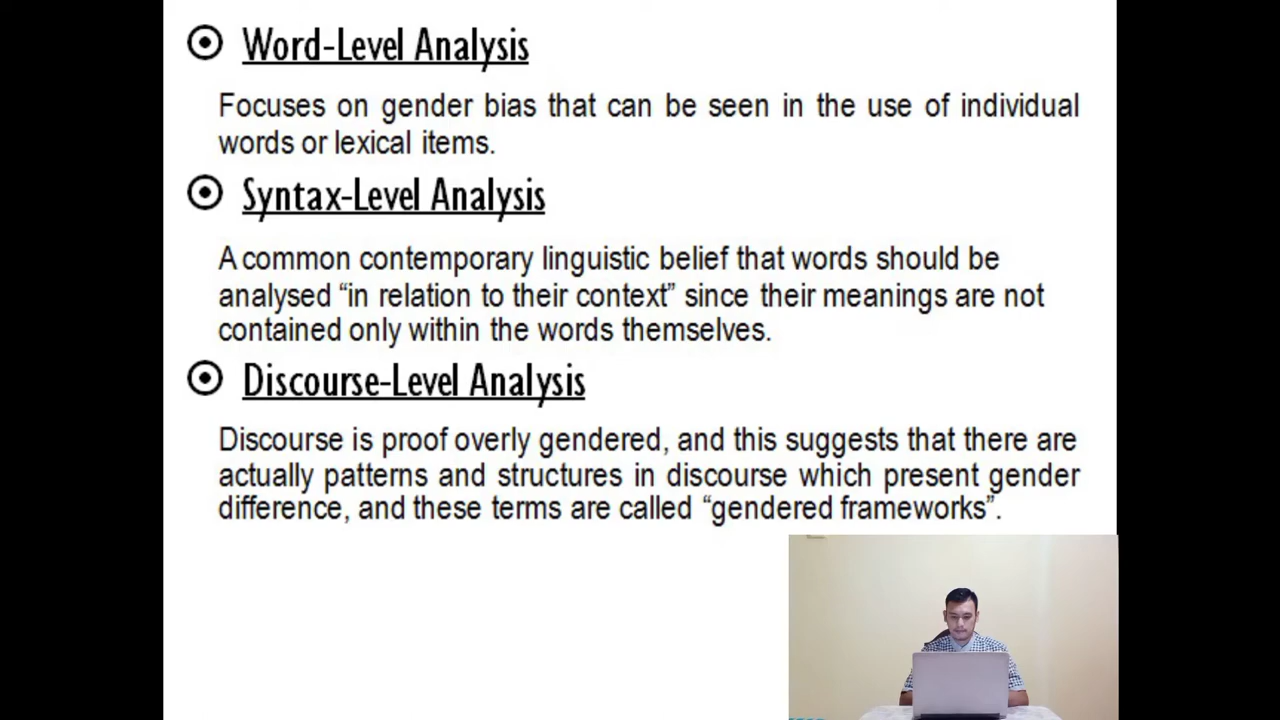 Word-Level Analysis
Focuses on gender bias that can be seen in the use of individual
words or lexical items.
Syntax-Level Analysis
A common contemporary linguistic belief that words should be
analysed “in relation to their context” since their meanings are not
contained only within the words themselves.
Discourse-Level Analysis
Discourse is proof overly gendered, and this suggests that there are
actually patterns and structures in discourse which present gender
difference, and these terms are called “gendered frameworks”.